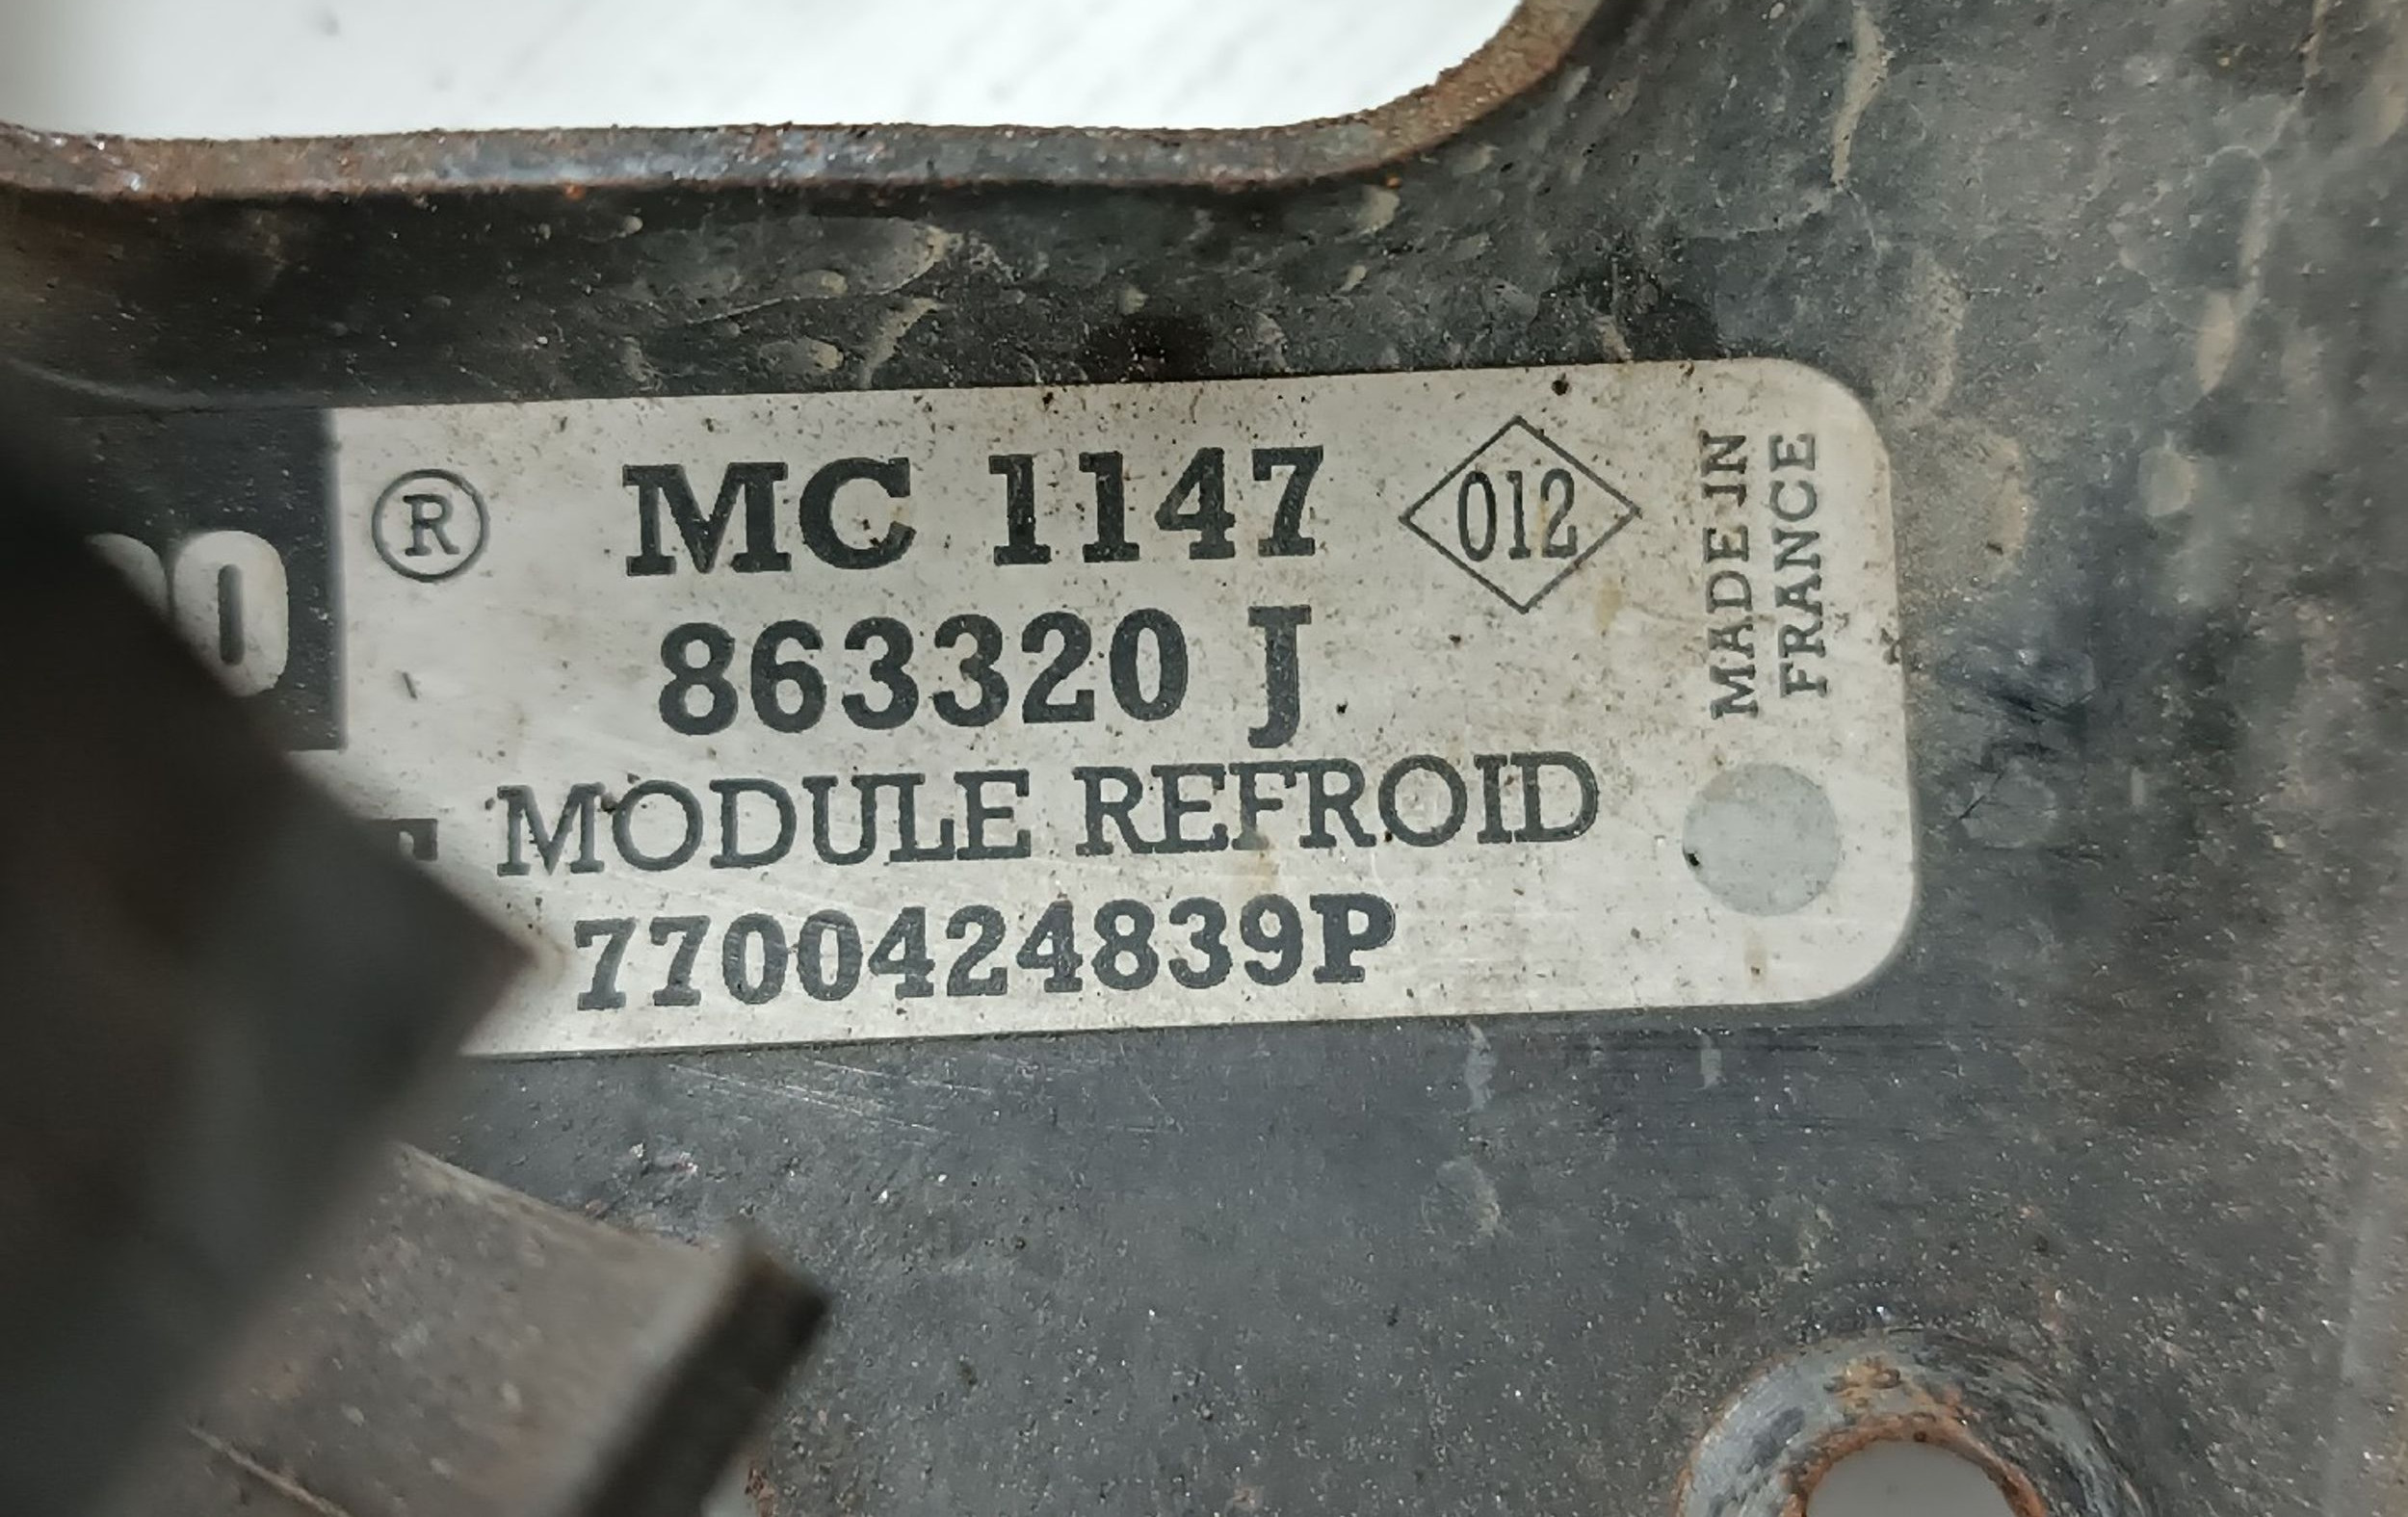 ® MC 1147
012
863320 J
MODULE REFROID
7700424839P
MADE IN
FRANCE